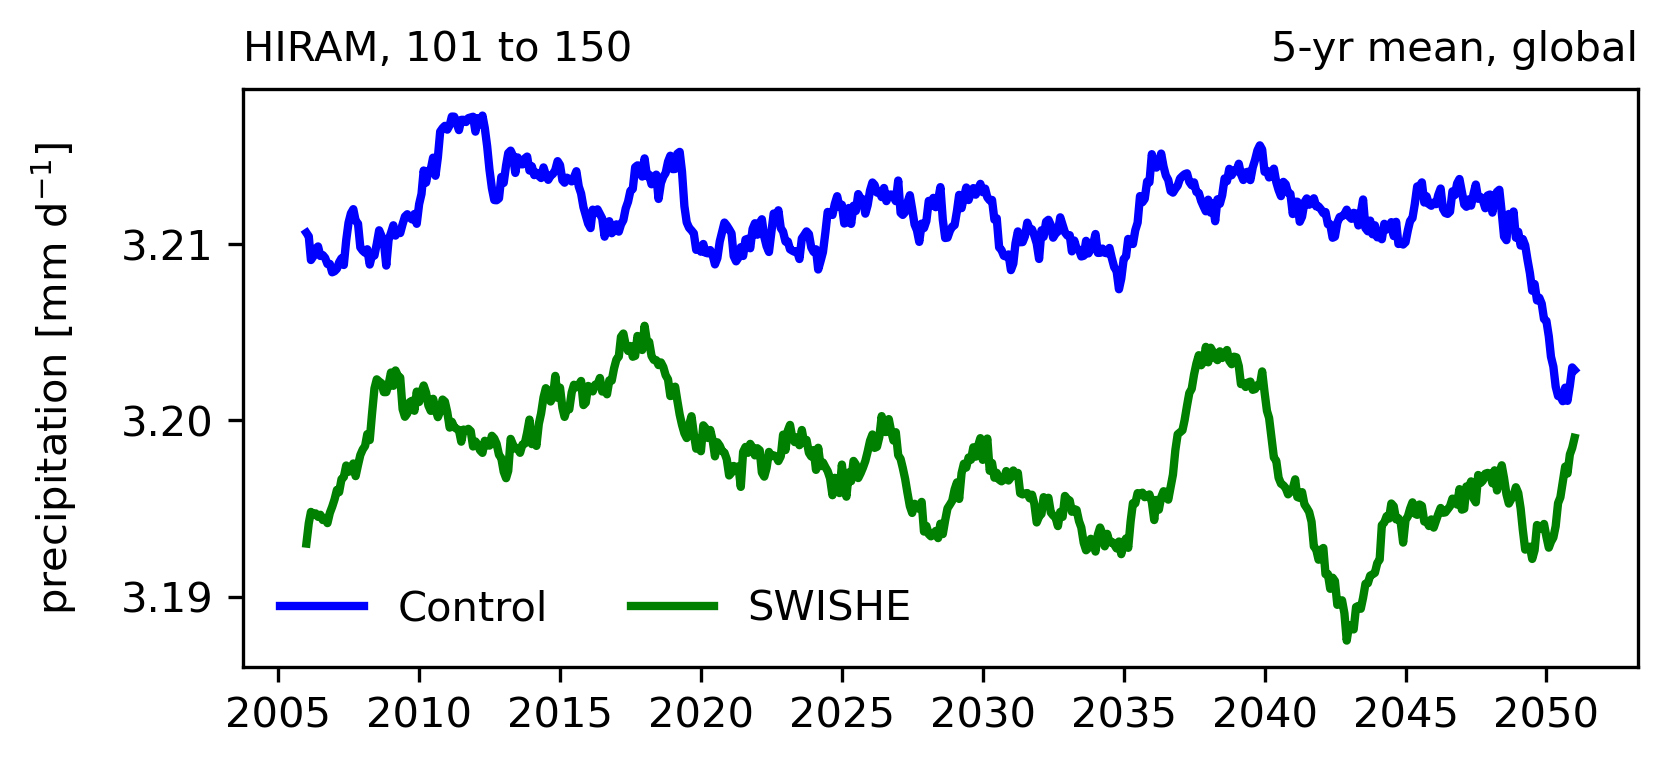 HIRAM, 101 to 150
5-yr mean, global
precipitation [mm d⁻¹]
3.21
3.20
3.19
Control
SWISHE
2005 2010 2015 2020 2025 2030 2035 2040 2045 2050